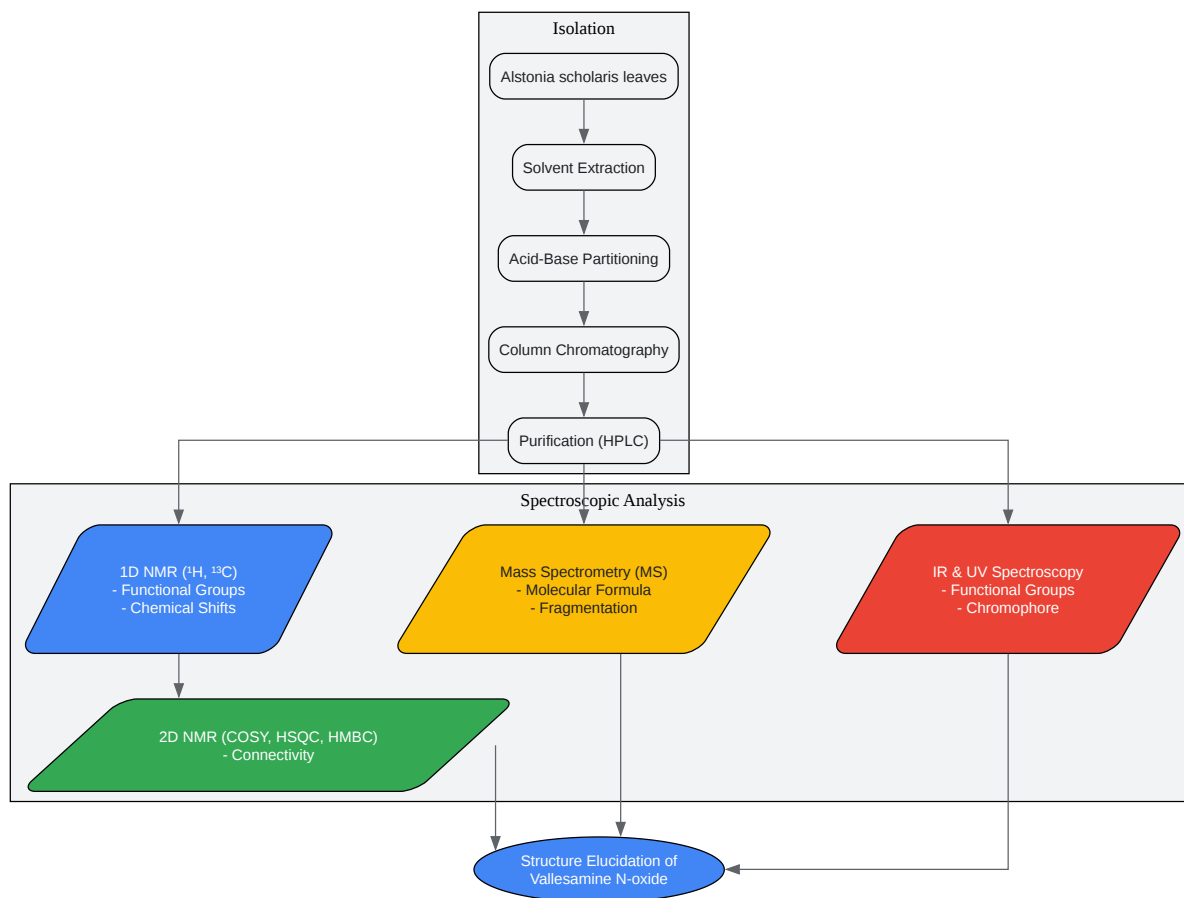 Isolation
Alstonia scholaris leaves
Solvent Extraction
Acid-Base Partitioning
Column Chromatography
Purification (HPLC)
Spectroscopic Analysis
1D NMR (¹H, ¹³C)
- Functional Groups
- Chemical Shifts
Mass Spectrometry (MS)
- Molecular Formula
- Fragmentation
IR & UV Spectroscopy
- Functional Groups
- Chromophore
2D NMR (COSY, HSQC, HMBC)
- Connectivity
Structure Elucidation of
Vallesamine N-oxide